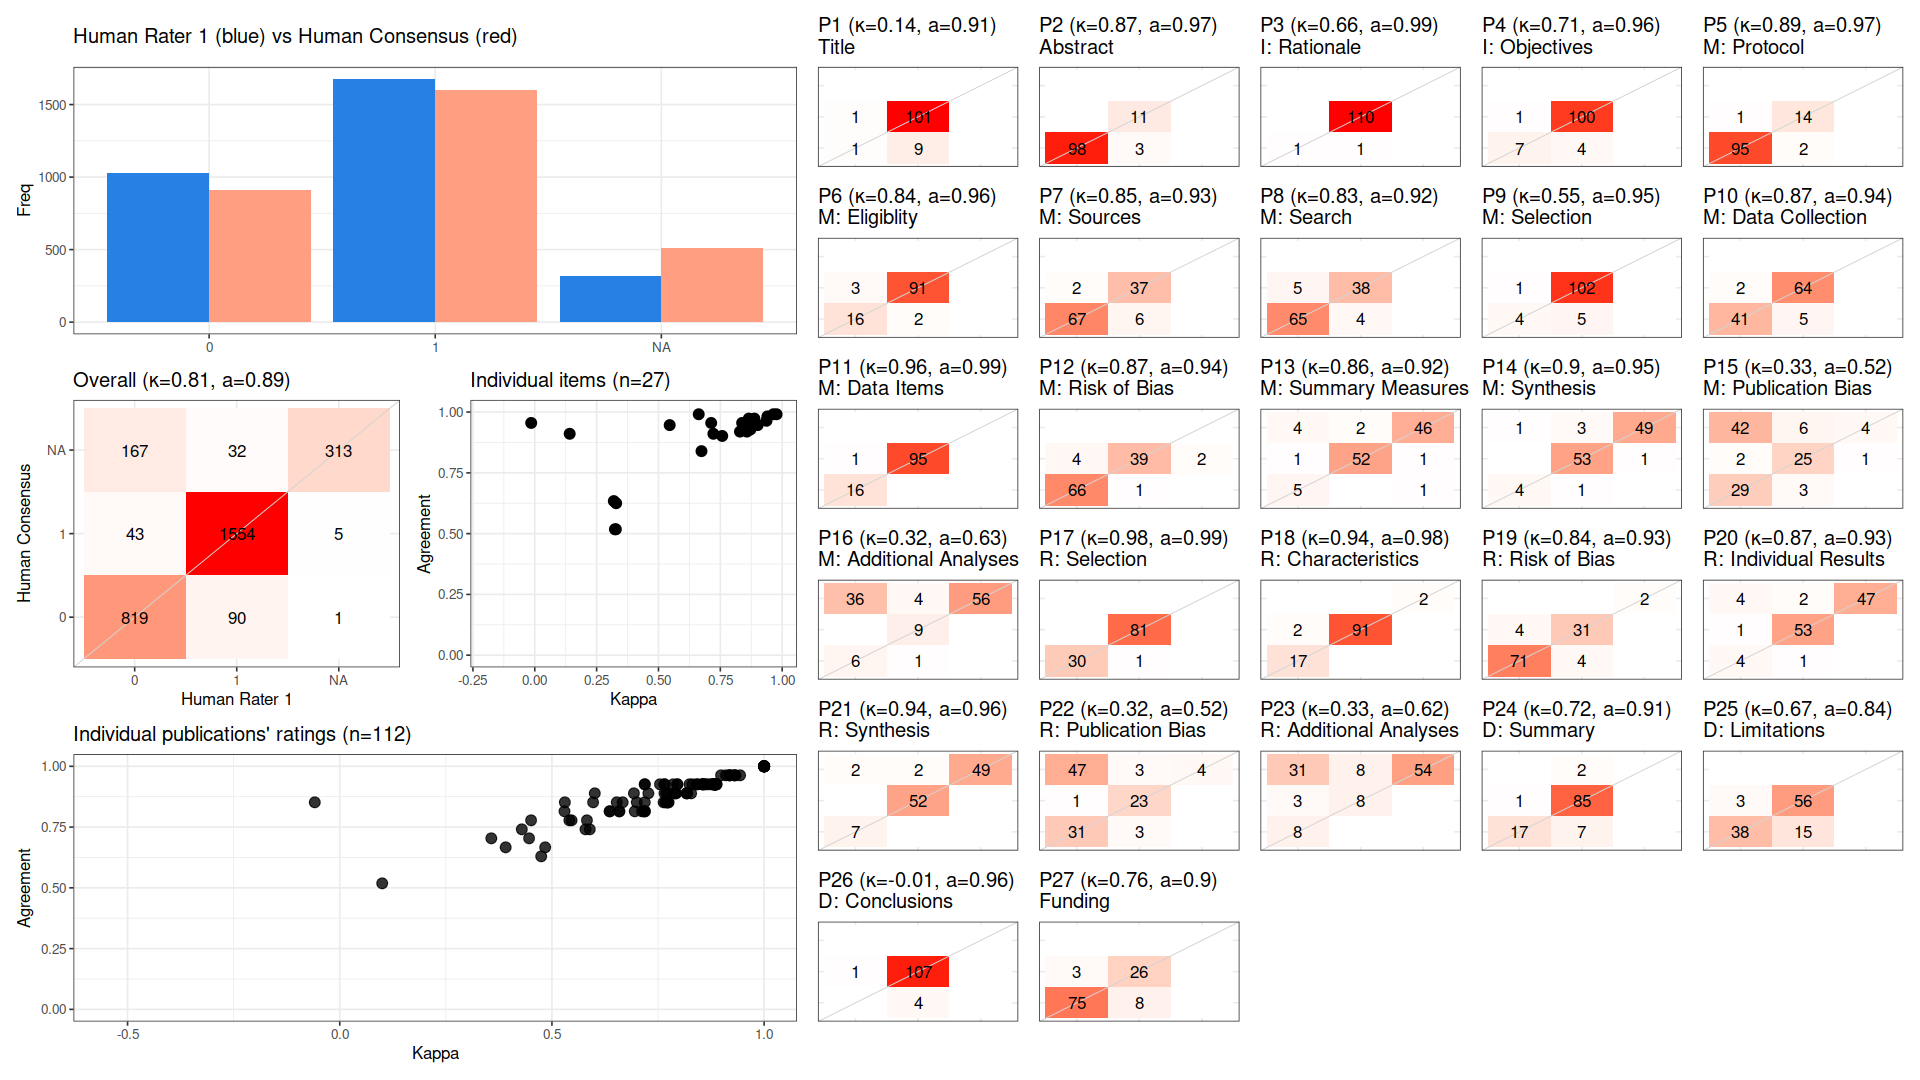 Human Rater 1 (blue) vs Human Consensus (red)
Freq
1500
1000
500
0
0 1 NA
Overall (κ=0.81, a=0.89)
Human Consensus
NA 167 32 313
1 43 1554 5
0 819 90 1
0 1 NA
Human Rater 1
Individual items (n=27)
Agreement
1.00
0.75
0.50
0.25
0.00
-0.25 0.00 0.25 0.50 0.75 1.00
Kappa
Individual publications' ratings (n=112)
Agreement
1.00
0.75
0.50
0.25
0.00
-0.5 0.0 0.5 1.0
Kappa
P1 (κ=0.14, a=0.91)
Title
1 101
1 9
P2 (κ=0.87, a=0.97)
Abstract
11
98 3
P3 (κ=0.66, a=0.99)
I: Rationale
110
1 1
P4 (κ=0.71, a=0.96)
I: Objectives
1 100
7 4
P5 (κ=0.89, a=0.97)
M: Protocol
1 14
95 2
P6 (κ=0.84, a=0.96)
M: Eligiblity
3 91
16 2
P7 (κ=0.85, a=0.93)
M: Sources
2 37
67 6
P8 (κ=0.83, a=0.92)
M: Search
5 38
65 4
P9 (κ=0.55, a=0.95)
M: Selection
1 102
4 5
P10 (κ=0.87, a=0.94)
M: Data Collection
2 64
41 5
P11 (κ=0.96, a=0.99)
M: Data Items
1 95
16
P12 (κ=0.87, a=0.94)
M: Risk of Bias
4 39 2
66 1
P13 (κ=0.86, a=0.92)
M: Summary Measures
4 2 46
1 52 1
5 1
P14 (κ=0.9, a=0.95)
M: Synthesis
1 3 49
53 1
4 1
P15 (κ=0.33, a=0.52)
M: Publication Bias
42 6 4
2 25 1
29 3
P16 (κ=0.32, a=0.63)
M: Additional Analyses
36 4 56
9
6 1
P17 (κ=0.98, a=0.99)
R: Selection
81
30 1
P18 (κ=0.94, a=0.98)
R: Characteristics
2
2 91
17
P19 (κ=0.84, a=0.93)
R: Risk of Bias
2
4 31
71 4
P20 (κ=0.87, a=0.93)
R: Individual Results
4 2 47
1 53
4 1
P21 (κ=0.94, a=0.96)
R: Synthesis
2 2 49
52
7
P22 (κ=0.32, a=0.52)
R: Publication Bias
47 3 4
1 23
31 3
P23 (κ=0.33, a=0.62)
R: Additional Analyses
31 8 54
3 8
8
P24 (κ=0.72, a=0.91)
D: Summary
2
1 85
17 7
P25 (κ=0.67, a=0.84)
D: Limitations
3 56
38 15
P26 (κ=-0.01, a=0.96)
D: Conclusions
1 107
4
P27 (κ=0.76, a=0.9)
Funding
3 26
75 8